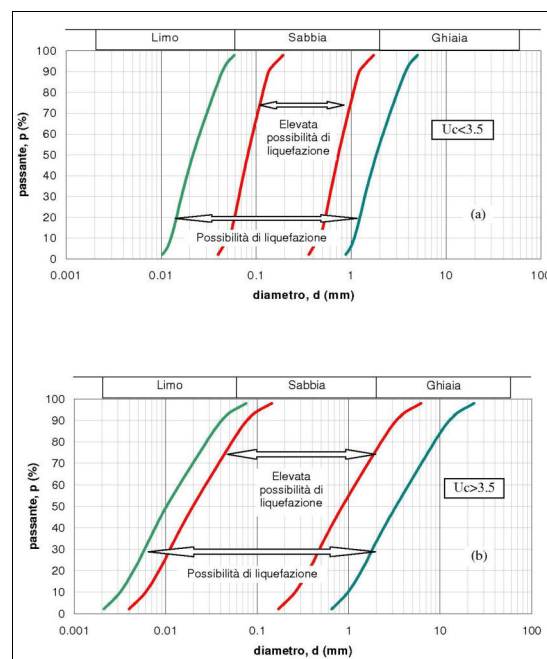 Limo Sabbia Ghiaia
passante, p (%)
100
90
80
70
60
50
40
30
20
10
0
Elevata
possibilità di
liquefazione
Uc<3.5
(a)
Possibilità di liquefazione
0.001 0.01 0.1 1 10 100
diametro, d (mm)
Limo Sabbia Ghiaia
passante, p (%)
100
90
80
70
60
50
40
30
20
10
0
Elevata
possibilità di
liquefazione
Uc>3.5
(b)
Possibilità di liquefazione
0.001 0.01 0.1 1 10 100
diametro, d (mm)